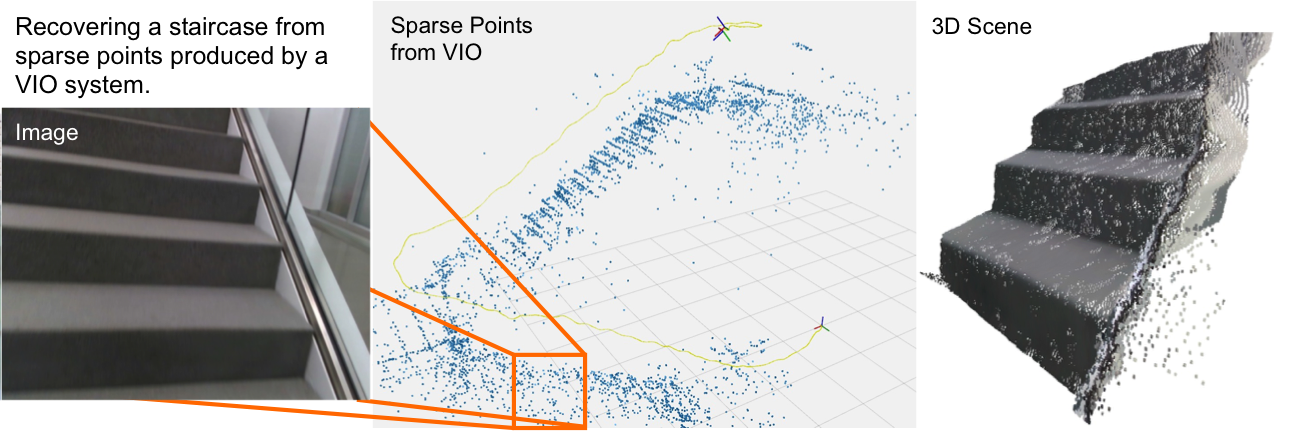 Recovering a staircase from
sparse points produced by a
VIO system.
Image
Sparse Points
from VIO
3D Scene